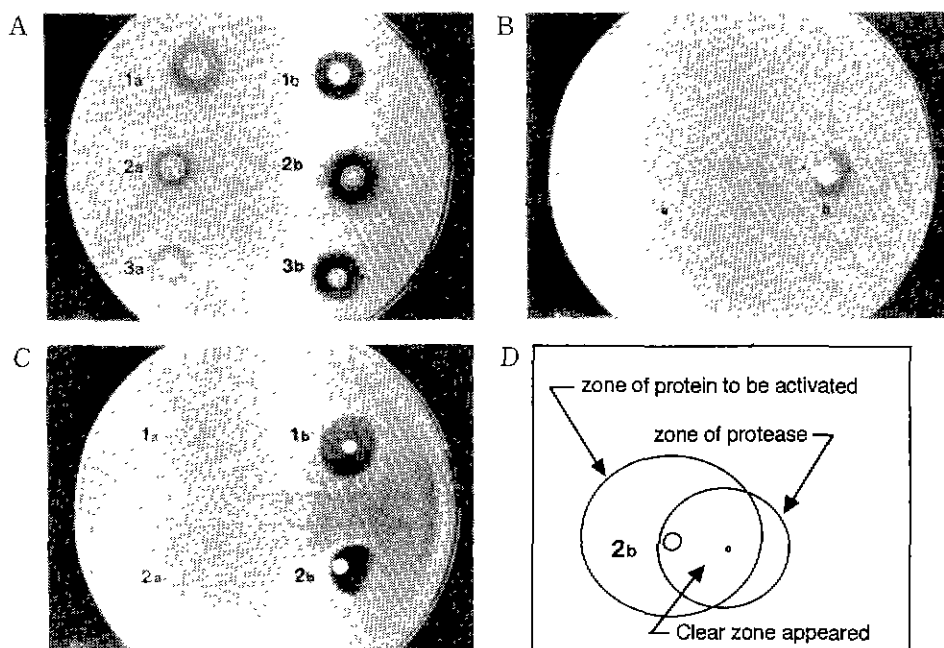 A
1a
1b
2a
2b
3a
3b
B
a
b
C
1a
1b
2a
2b
D
zone of protein to be activated
zone of protease
2b
Clear zone appeared